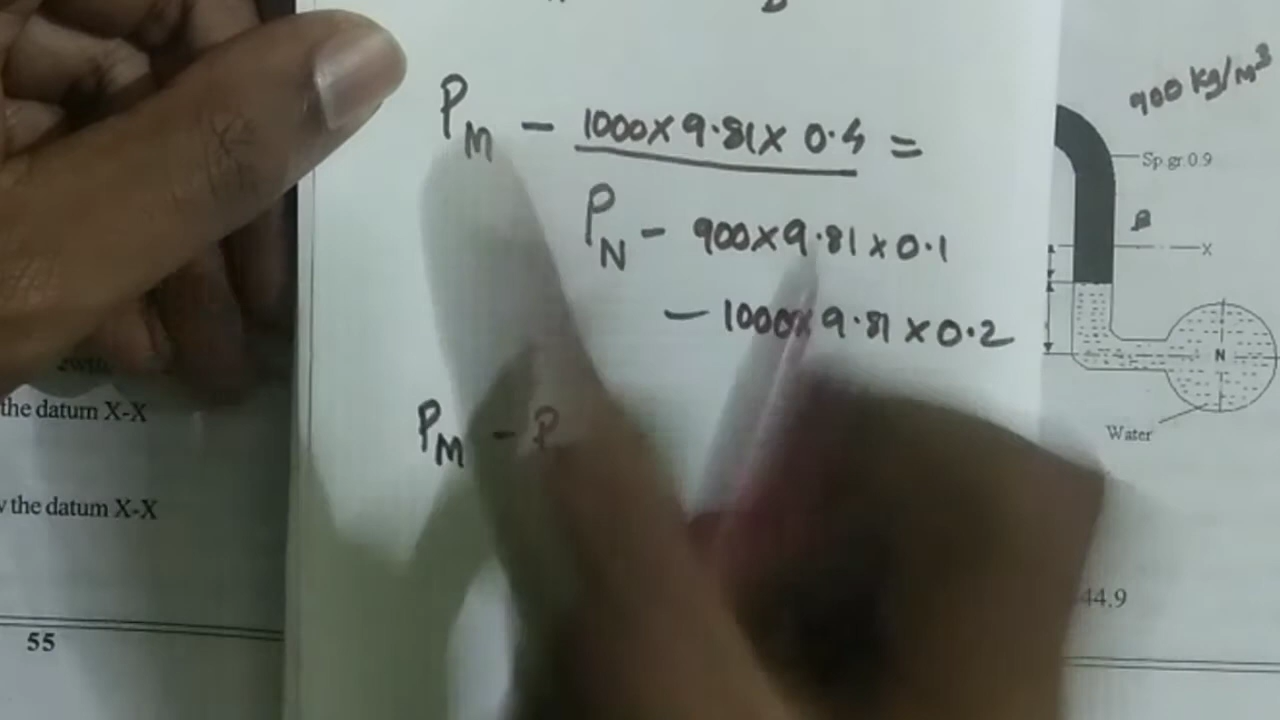 P_M - 1000×9.81×0.4 =
P_N - 900×9.81×0.1
- 1000×9.81×0.2
P_M - P
900 kg/m³
Sp gr 0.9
B
X
N
Water
the datum X-X
the datum X-X
55
44.9